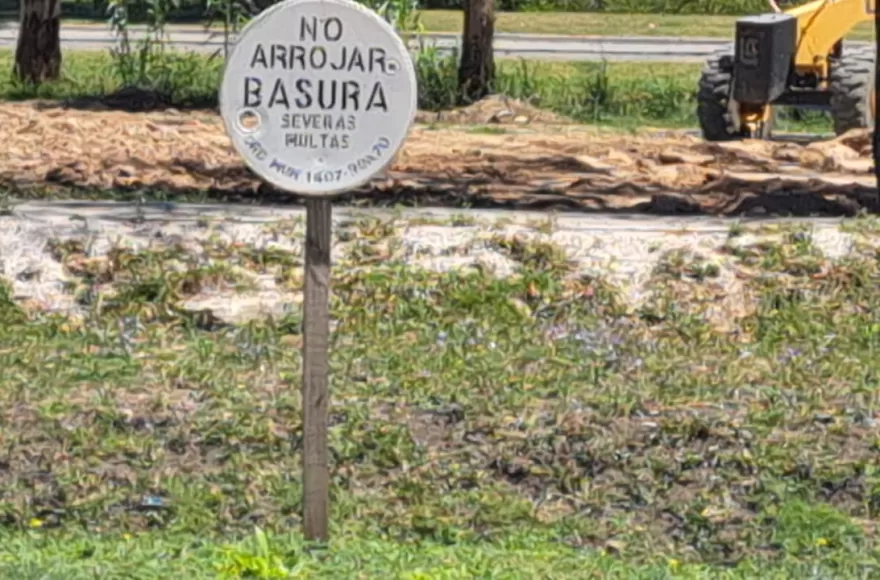 NO
ARROJAR
BASURA
SEVERAS
MULTAS
ORD MUN 1407-90A70